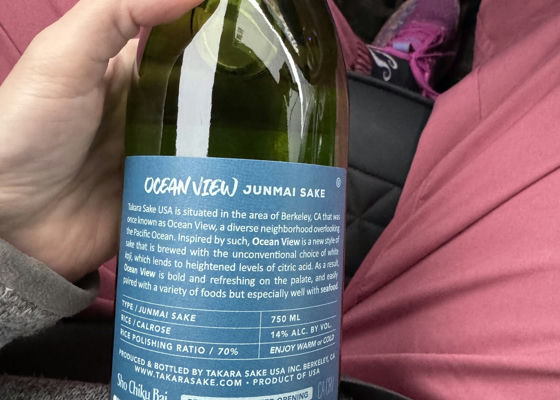 OCEAN VIEW JUNMAI SAKE ®
Takara Sake USA is situated in the area of Berkeley, CA that was
once known as Ocean View, a diverse neighborhood overlooking
the Pacific Ocean. Inspired by such, Ocean View is a new style of
sake that is brewed with the unconventional choice of white
koji, which lends to heightened levels of citric acid. As a result,
Ocean View is bold and refreshing on the palate, and easily
paired with a variety of foods but especially well with seafood.
TYPE / JUNMAI SAKE 750 ML
RICE / CALROSE 14% ALC. BY VOL.
RICE POLISHING RATIO / 70% ENJOY WARM or COLD
PRODUCED & BOTTLED BY TAKARA SAKE USA INC. BERKELEY, CA
WWW.TAKARASAKE.COM • PRODUCT OF USA
Sho Chiku Bai OPENING CA CRV